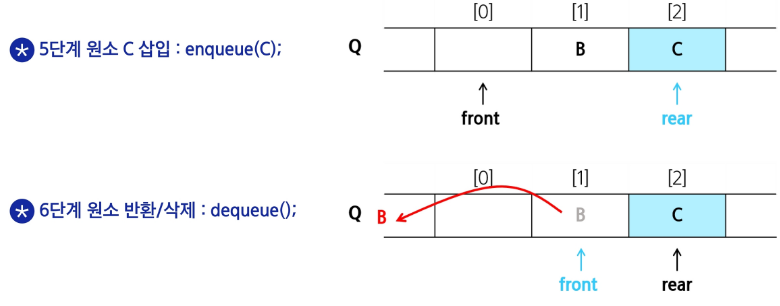 [0] [1] [2]
* 5단계 원소 C 삽입 : enqueue(C);
Q B C
front rear
[0] [1] [2]
* 6단계 원소 반환/삭제 : dequeue();
Q B B C
front rear